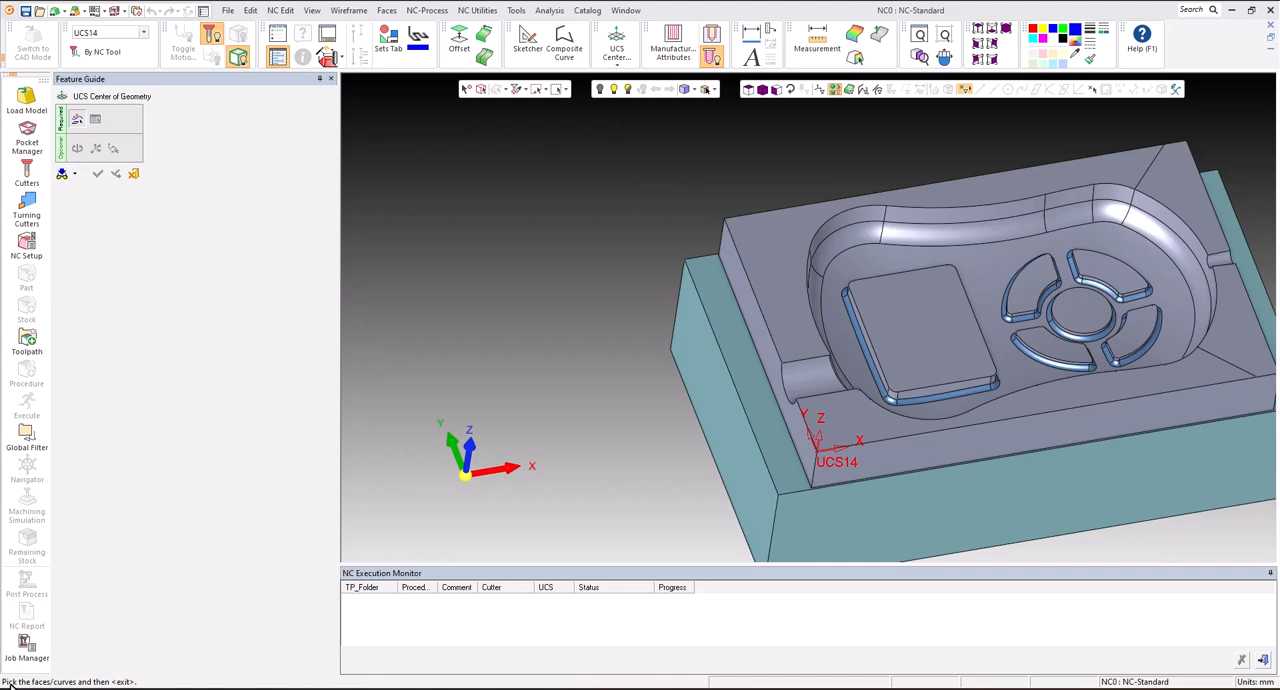 File Edit View NC Edit Wireframe Faces NC-Process NC Utilities Tools Analysis Catalog Window
NC0 : NC-Standard
Search
Switch to CAD Mode
UCS14
By NC Tool
Toggle Motio...
Sets Tab
Offset
Sketcher
Composite Curve
UCS Center...
Manufactur... Attributes
Measurement
Help (F1)
Feature Guide
UCS Center of Geometry
Required
Optional
Load Model
Pocket Manager
Cutters
Turning Cutters
NC Setup
Part
Stock
Toolpath
Procedure
Execute
Global Filter
Navigator
Machining Simulation
Remaining Stock
Post Process
NC Report
Job Manager
Y
Z
X
Y
Z
X
UCS14
NC Execution Monitor
TP_Folder Proced... Comment Cutter UCS Status Progress
Pick the faces/curves and then <exit>.
NC0 : NC-Standard
Units: mm